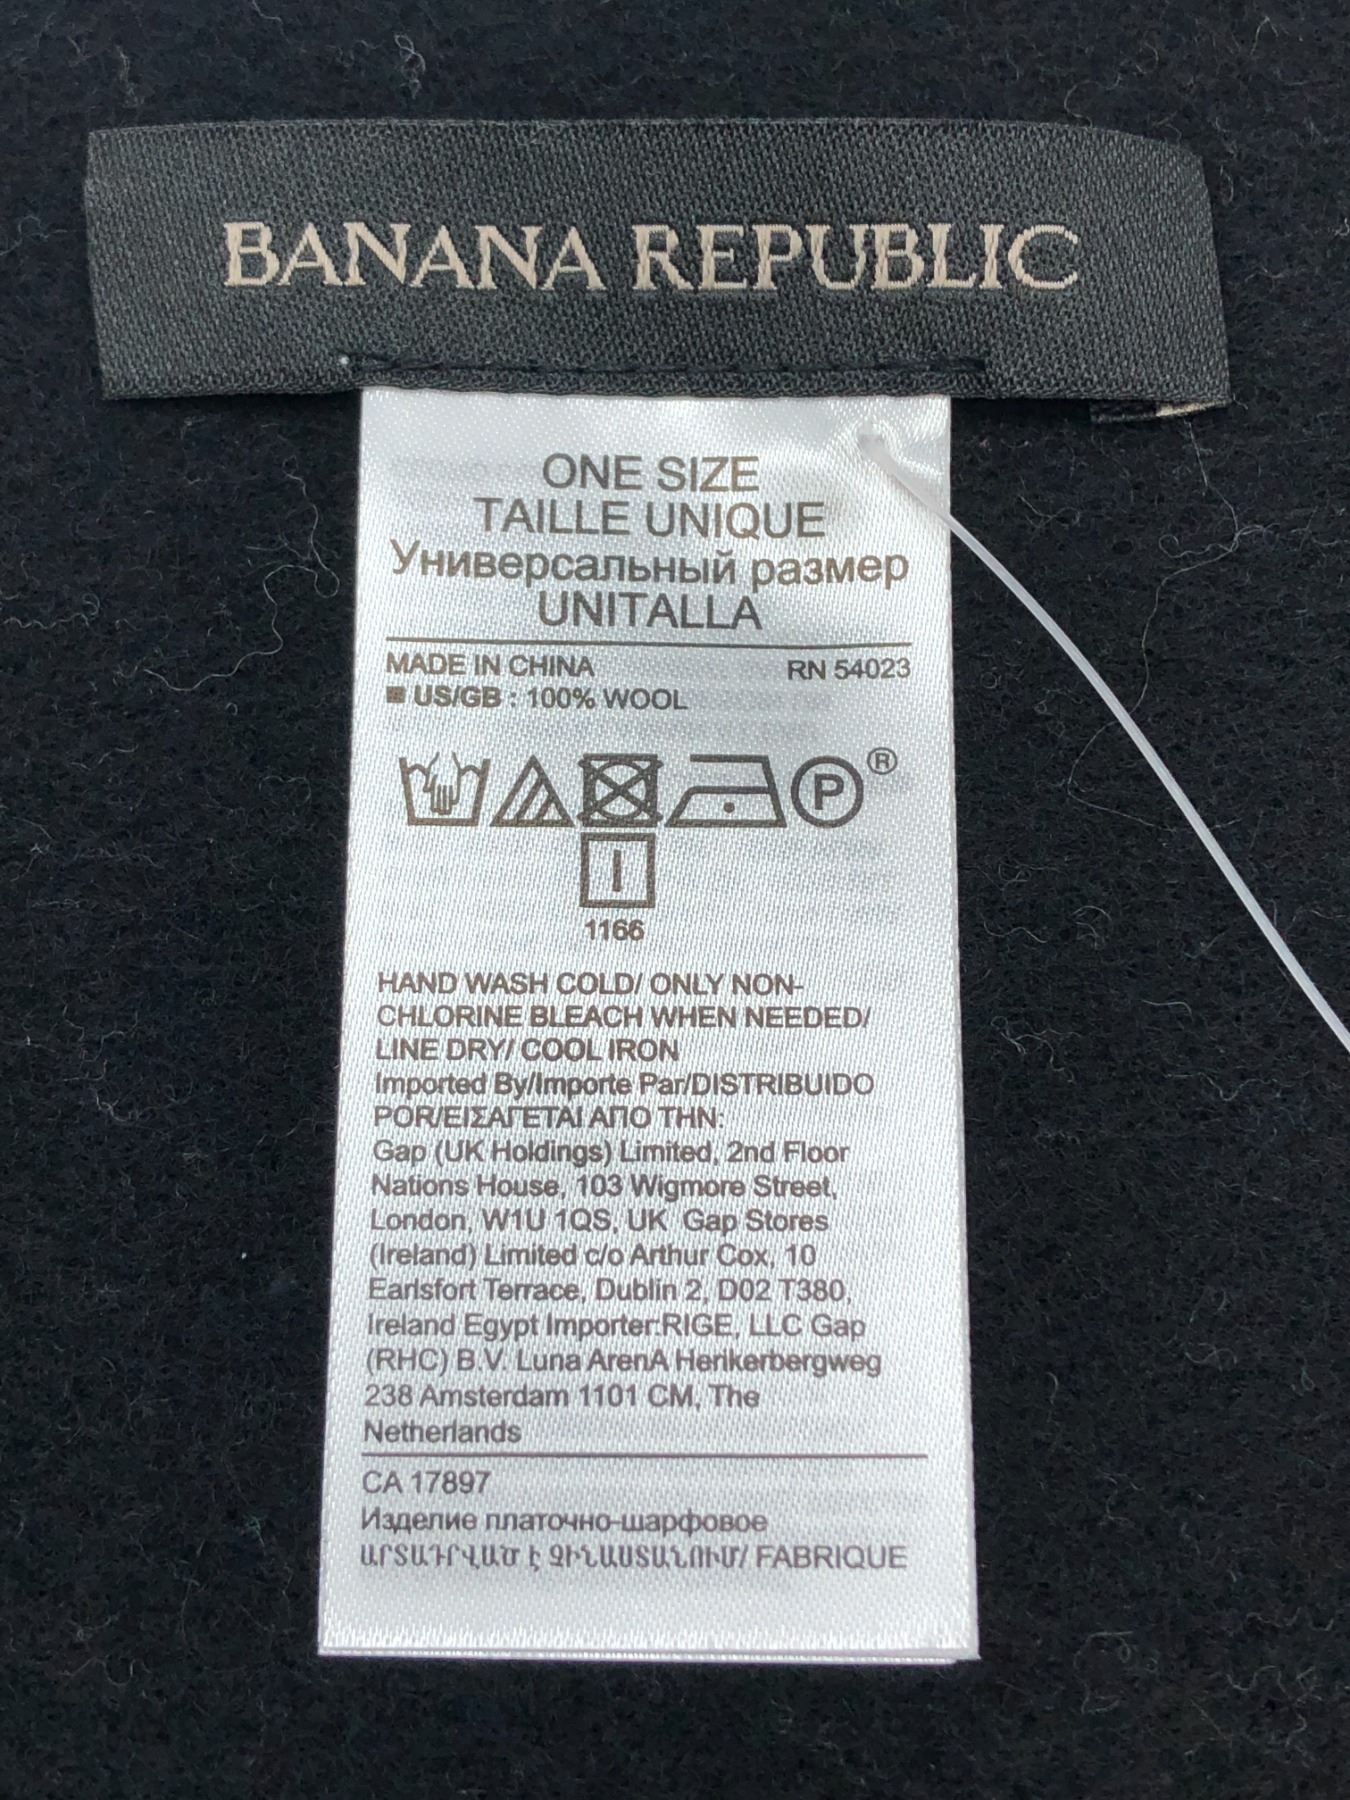 BANANA REPUBLIC
ONE SIZE
TAILLE UNIQUE
Универсальный размер
UNITALLA
MADE IN CHINA RN 54023
■ US/GB : 100% WOOL
P ®
1166
HAND WASH COLD/ ONLY NON-
CHLORINE BLEACH WHEN NEEDED/
LINE DRY/ COOL IRON
Imported By/Importe Par/DISTRIBUIDO
POR/ΕΙΣΑΓΕΤΑΙ ΑΠΟ ΤΗΝ:
Gap (UK Holdings) Limited, 2nd Floor
Nations House, 103 Wigmore Street,
London, W1U 1QS, UK Gap Stores
(Ireland) Limited c/o Arthur Cox, 10
Earlsfort Terrace, Dublin 2, D02 T380,
Ireland Egypt Importer:RIGE, LLC Gap
(RHC) B.V. Luna ArenA Herikerbergweg
238 Amsterdam 1101 CM, The
Netherlands
CA 17897
Изделие платочно-шарфовое
ԱՐՏԱԴՐՎԱԾ է ՉԻՆԱՍՏԱՆՈՒՄ/ FABRIQUE